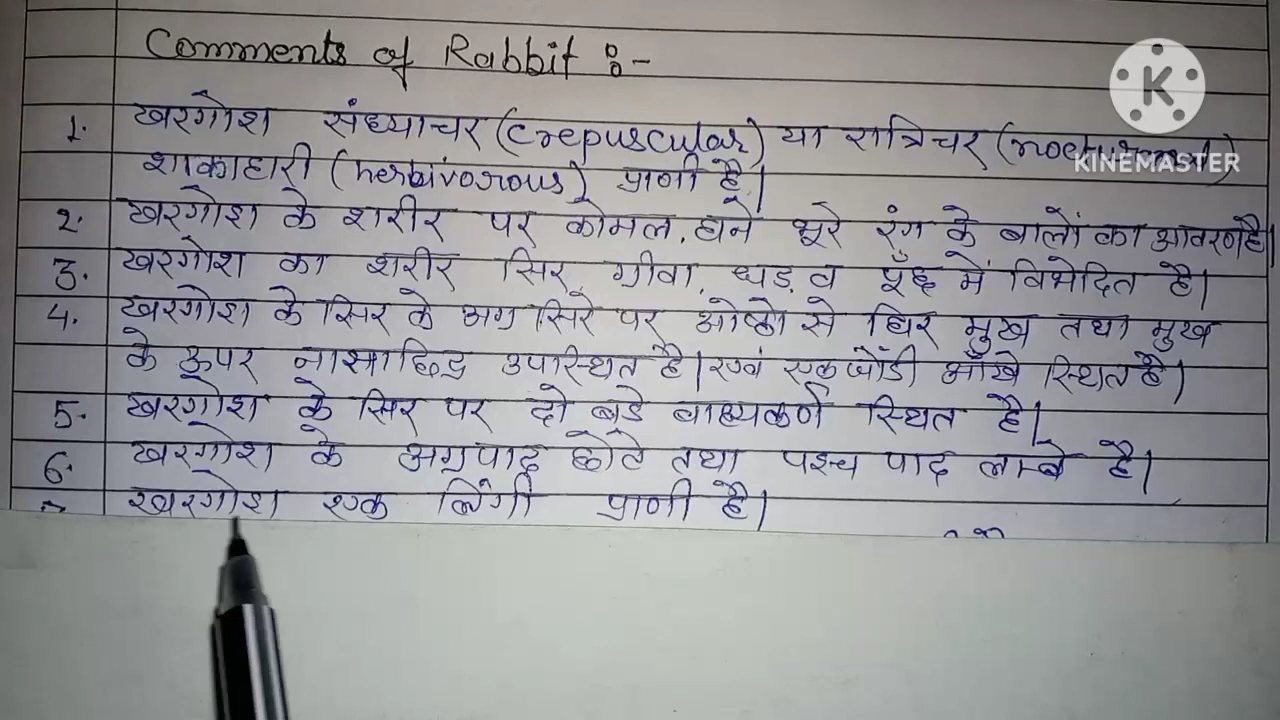 Comments of Rabbit :-
1. खरगोश संध्याचर (crepuscular) या रात्रिचर (nocturnal)
शाकाहारी (herbivorous) प्राणी है।
2. खरगोश के शरीर पर कोमल, घने भूरे रंग के बालों का आवरण है।
3. खरगोश का शरीर सिर, ग्रीवा, धड़ व पूँछ में विभेदित है।
4. खरगोश के सिर के अग्र सिरे पर ओष्ठो से घिर मुख तथा मुख
के ऊपर नाशाछिद्र उपस्थित है। एवं एक जोडी आँखे स्थित है।
5. खरगोश के सिर पर दो बडे बाह्यकर्ण स्थित है।
6. खरगोश के अग्रपाद छोटे तथा पश्च पाद लम्बे है।
खरगोश एक लिंगी प्राणी है।
K
KINEMASTER